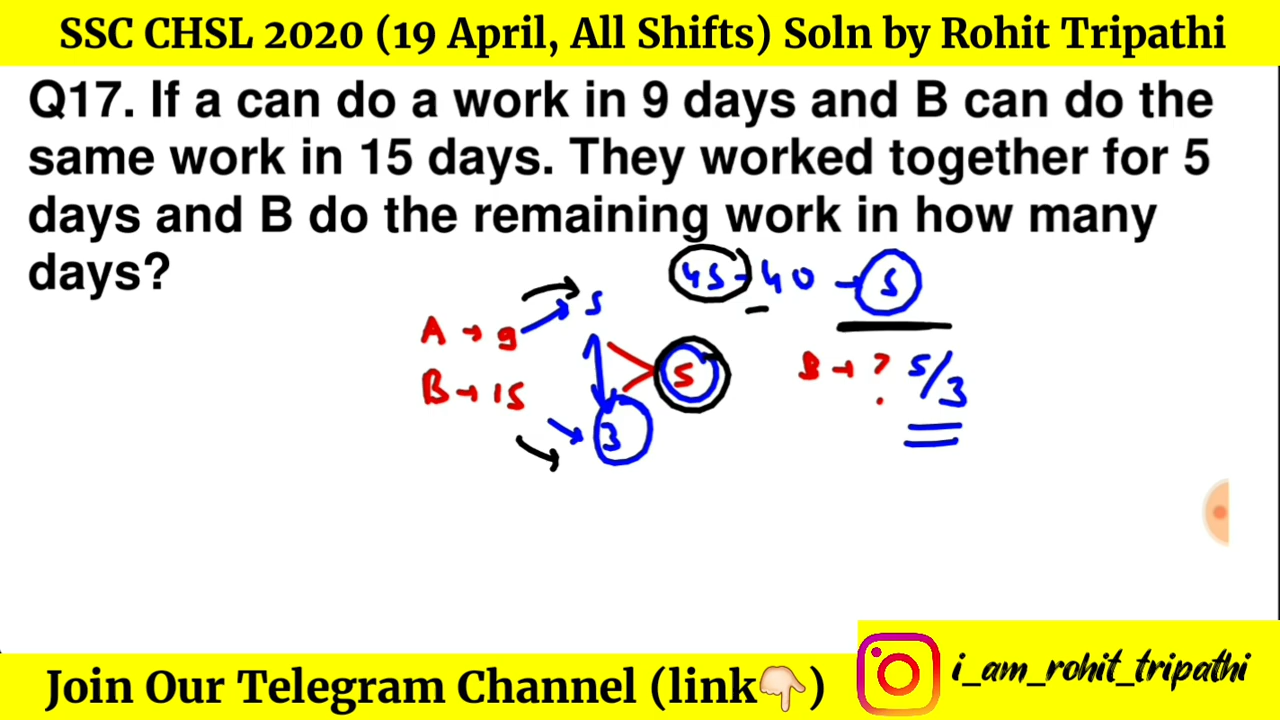 SSC CHSL 2020 (19 April, All Shifts) Soln by Rohit Tripathi
Q17. If a can do a work in 9 days and B can do the
same work in 15 days. They worked together for 5
days and B do the remaining work in how many
days?
45 - 40 → 5
A → 9 5
B → 15 3
5
B → ? 5/3
Join Our Telegram Channel (link👇)
i_am_rohit_tripathi